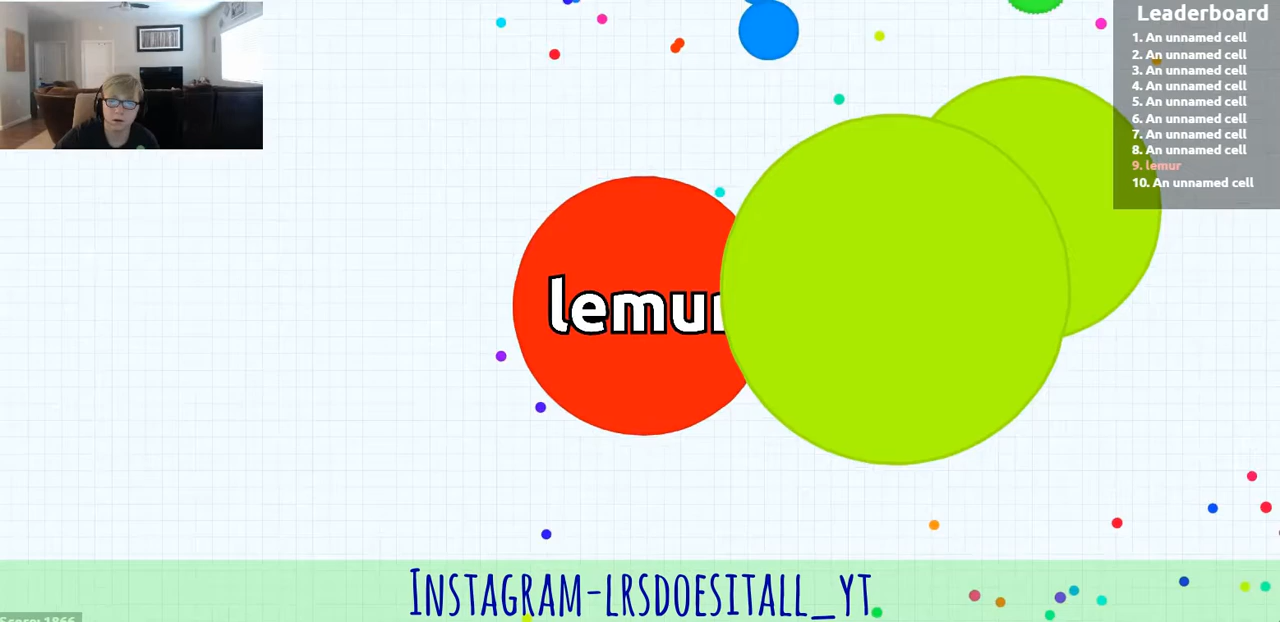 Leaderboard
1. An unnamed cell
2. An unnamed cell
3. An unnamed cell
4. An unnamed cell
5. An unnamed cell
6. An unnamed cell
7. An unnamed cell
8. An unnamed cell
9. lemur
10. An unnamed cell
lemur
Instagram-lrsdoesitall_yt
Score: 1866